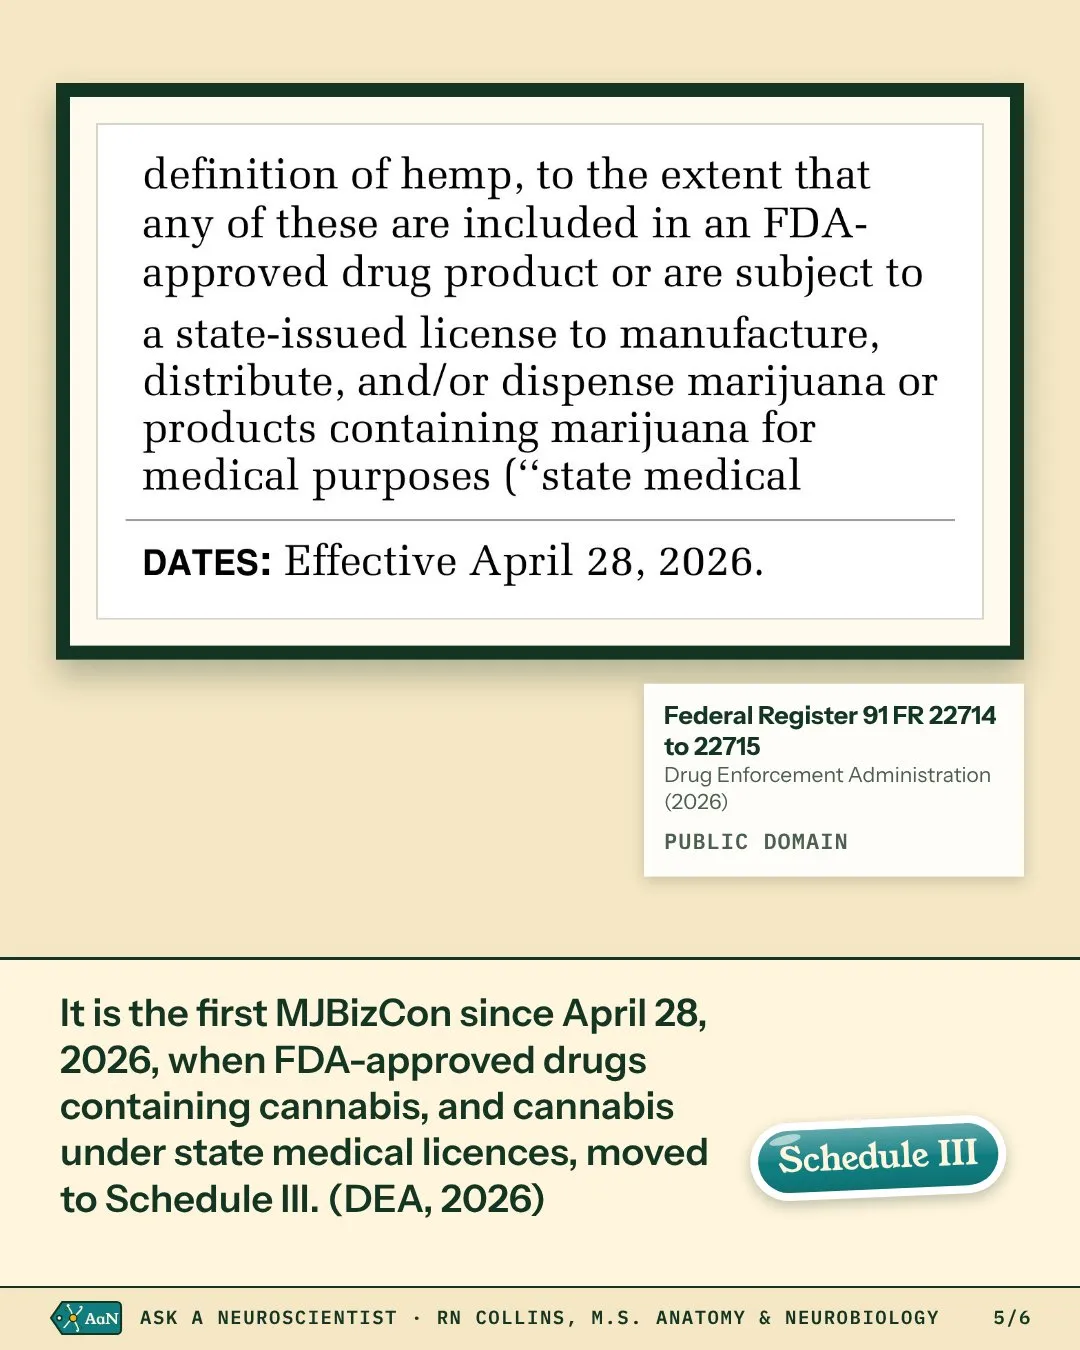 definition of hemp, to the extent that
any of these are included in an FDA-
approved drug product or are subject to
a state-issued license to manufacture,
distribute, and/or dispense marijuana or
products containing marijuana for
medical purposes (‘‘state medical
DATES: Effective April 28, 2026.
Federal Register 91 FR 22714
to 22715
Drug Enforcement Administration
(2026)
PUBLIC DOMAIN
It is the first MJBizCon since April 28,
2026, when FDA-approved drugs
containing cannabis, and cannabis
under state medical licences, moved
to Schedule III. (DEA, 2026)
Schedule III
AaN
ASK A NEUROSCIENTIST · RN COLLINS, M.S. ANATOMY & NEUROBIOLOGY
5/6